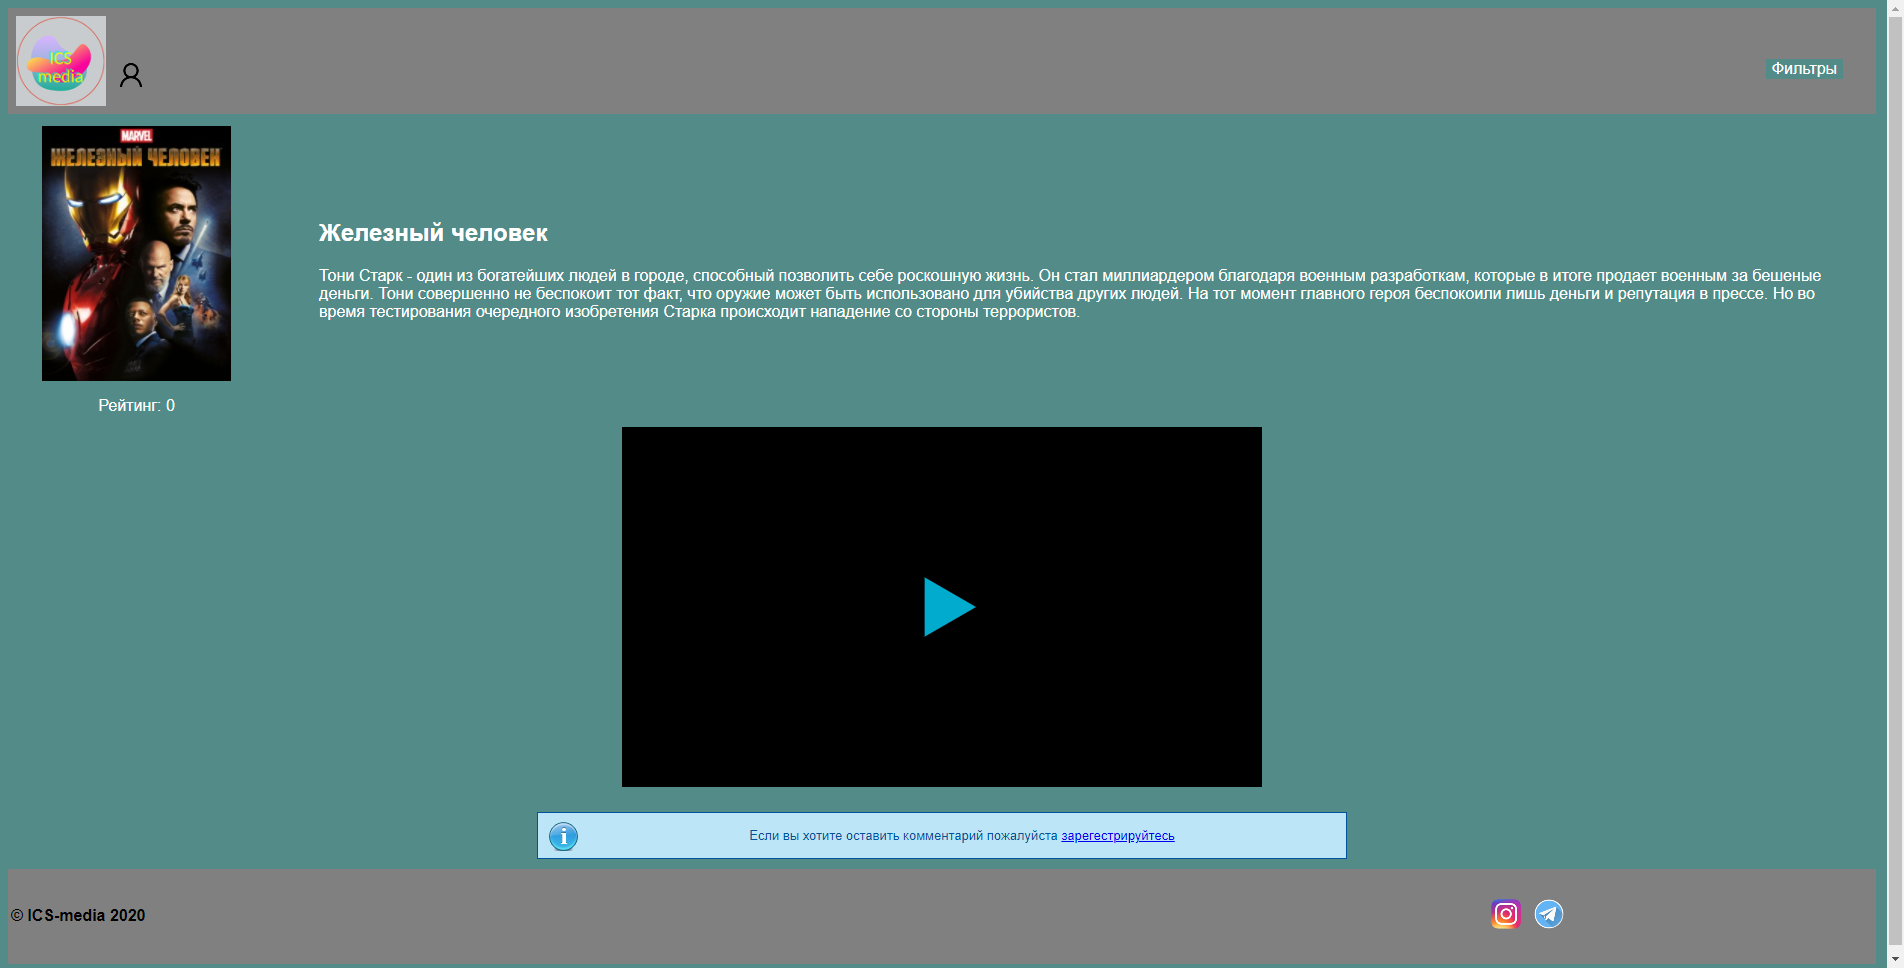 ICS
media
Фильтры
MARVEL
ЖЕЛЕЗНЫЙ ЧЕЛОВЕК
Железный человек
Тони Старк - один из богатейших людей в городе, способный позволить себе роскошную жизнь. Он стал миллиардером благодаря военным разработкам, которые в итоге продает военным за бешеные
деньги. Тони совершенно не беспокоит тот факт, что оружие может быть использовано для убийства других людей. На тот момент главного героя беспокоили лишь деньги и репутация в прессе. Но во
время тестирования очередного изобретения Старка происходит нападение со стороны террористов.
Рейтинг: 0
Если вы хотите оставить комментарий пожалуйста зарегестрируйтесь
© ICS-media 2020